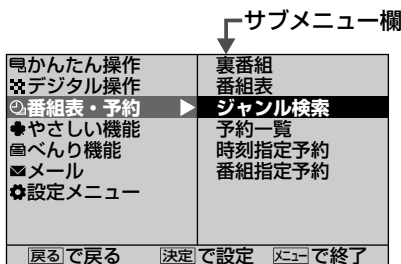 サブメニュー欄
かんたん操作
デジタル操作
番組表・予約
やさしい機能
べんり機能
メール
設定メニュー
裏番組
番組表
ジャンル検索
予約一覧
時刻指定予約
番組指定予約
戻るで戻る 決定で設定 メニューで終了